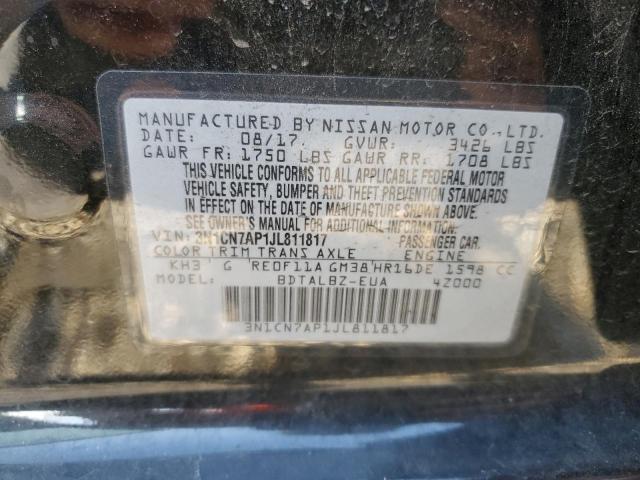 MANUFACTURED BY NISSAN MOTOR CO., LTD.
DATE: 08/17 GVWR: 3426 LBS
GAWR FR: 1750 LBS GAWR RR: 1708 LBS
THIS VEHICLE CONFORMS TO ALL APPLICABLE FEDERAL MOTOR
VEHICLE SAFETY, BUMPER AND THEFT PREVENTION STANDARDS
IN EFFECT ON THE DATE OF MANUFACTURE SHOWN ABOVE.
SEE OWNER'S MANUAL FOR ADDITIONAL INFORMATION.
VIN: 3N1CN7AP1JL811817 PASSENGER CAR.
COLOR TRIM TRANS AXLE ENGINE
KH3 G RE0F11A GM38 HR16DE 1598 CC
MODEL: BDTALBZ-EUA 4Z000
3N1CN7AP1JL811817